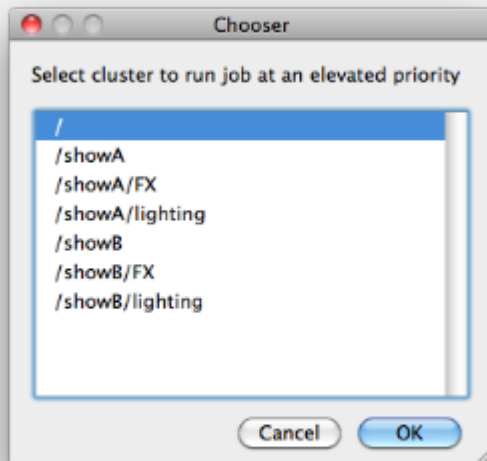 Chooser
Select cluster to run job at an elevated priority
/
/showA
/showA/FX
/showA/lighting
/showB
/showB/FX
/showB/lighting
Cancel OK